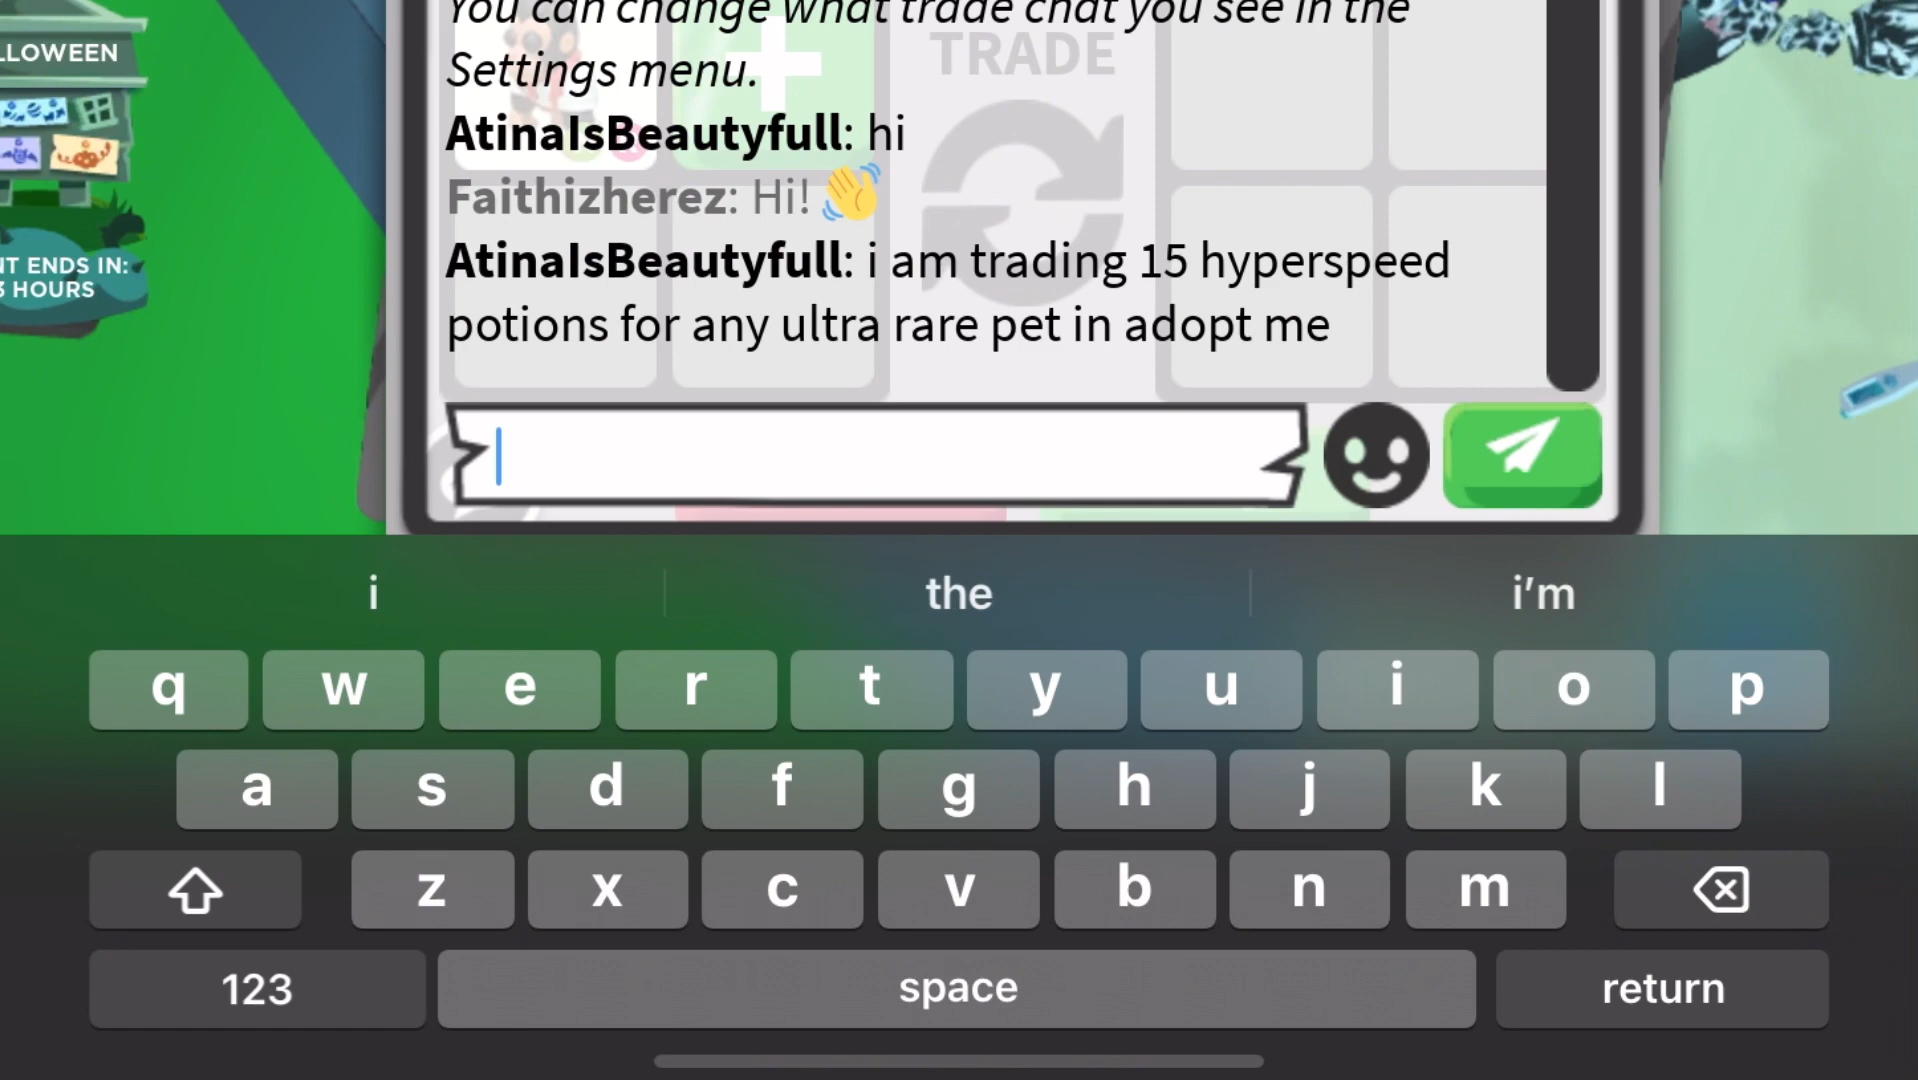 You can change what trade chat you see in the
Settings menu.
TRADE
AtinaIsBeautyfull: hi
Faithizherez: Hi! 👋
AtinaIsBeautyfull: i am trading 15 hyperspeed
potions for any ultra rare pet in adopt me
LLOWEEN
NT ENDS IN:
3 HOURS
i the i'm
q w e r t y u i o p
a s d f g h j k l
z x c v b n m
123 space return